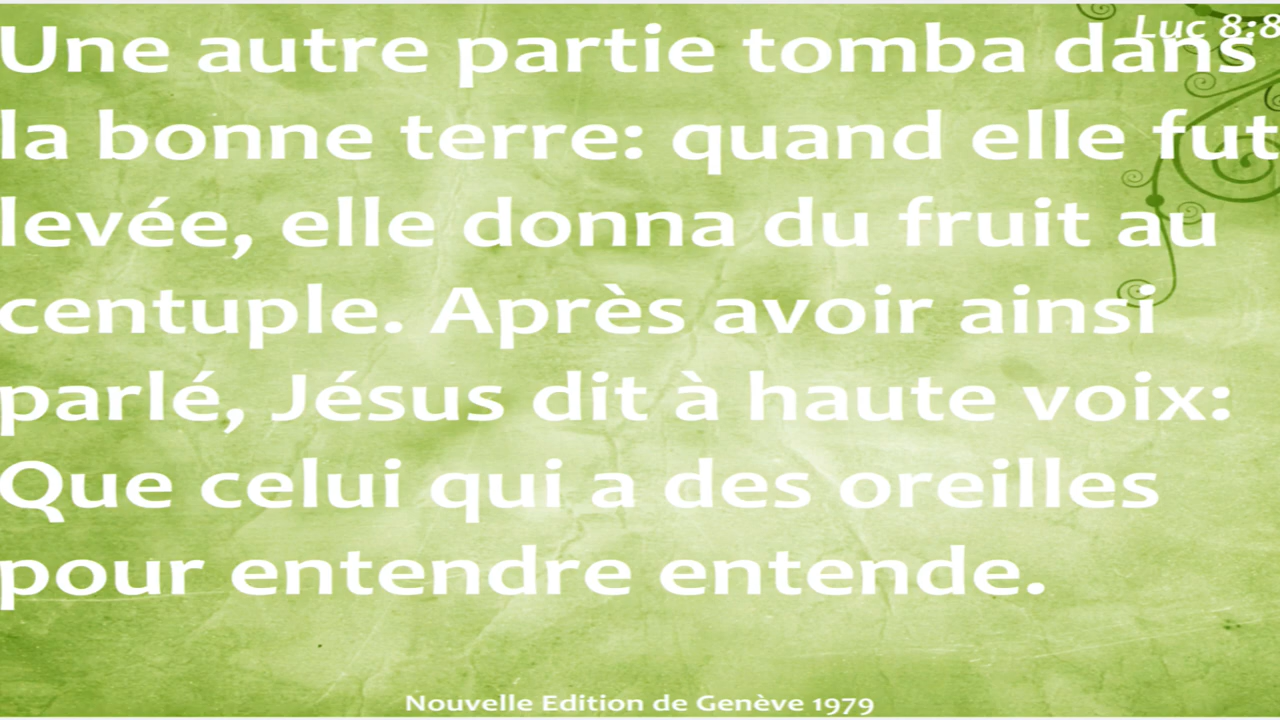 Luc 8:8
Une autre partie tomba dans
la bonne terre: quand elle fut
levée, elle donna du fruit au
centuple. Après avoir ainsi
parlé, Jésus dit à haute voix:
Que celui qui a des oreilles
pour entendre entende.
Nouvelle Edition de Genève 1979